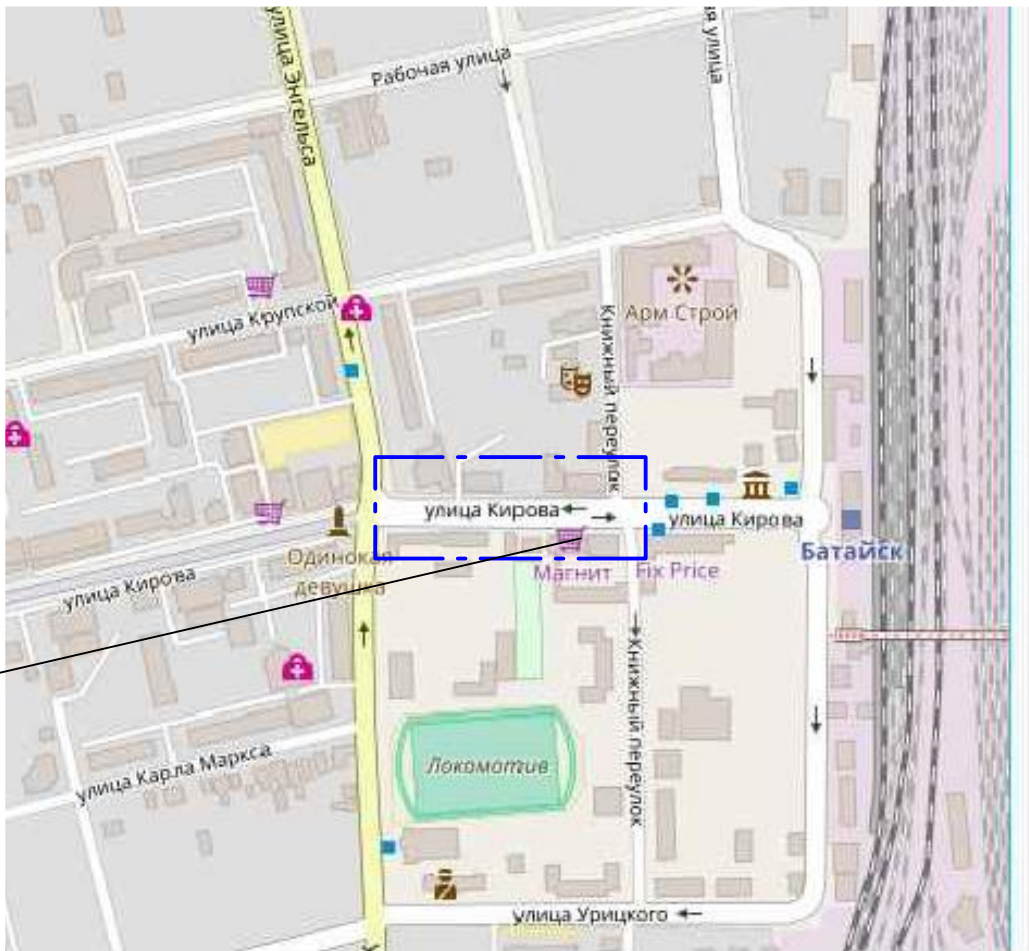 улица Энгельса
Рабочая улица
я улица
улица Крупской
Арм Строй
Книжный переулок
улица Кирова
улица Кирова
Одинокая
девушка
улица Кирова
Магнит
Fix Price
Батайск
Книжный переулок
улица Карла Маркса
Локомотив
улица Урицкого